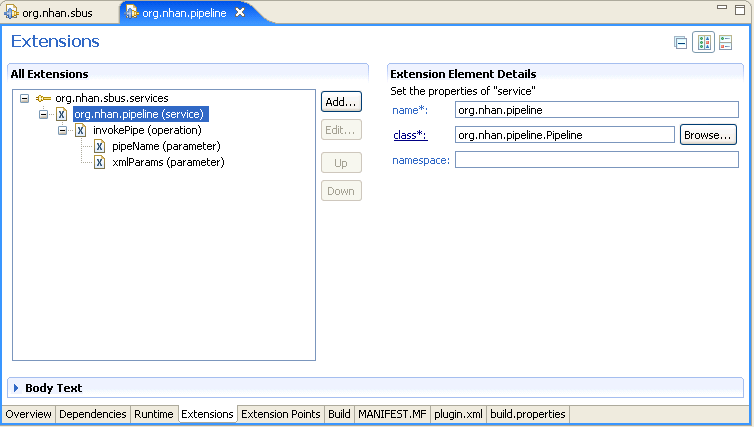 org.nhan.sbus org.nhan.pipeline
Extensions
All Extensions
org.nhan.sbus.services
org.nhan.pipeline (service)
invokePipe (operation)
pipeName (parameter)
xmlParams (parameter)
Add...
Edit...
Up
Down
Extension Element Details
Set the properties of "service"
name*: org.nhan.pipeline
class*: org.nhan.pipeline.Pipeline Browse...
namespace:
Body Text
Overview Dependencies Runtime Extensions Extension Points Build MANIFEST.MF plugin.xml build.properties